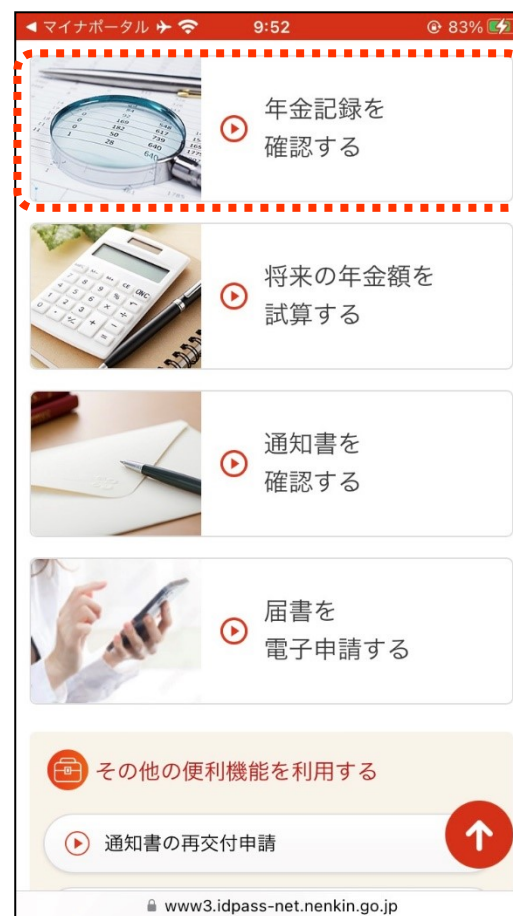 マイナポータル 9:52 83%
年金記録を
確認する
将来の年金額を
試算する
通知書を
確認する
届書を
電子申請する
その他の便利機能を利用する
通知書の再交付申請
www3.idpass-net.nenkin.go.jp